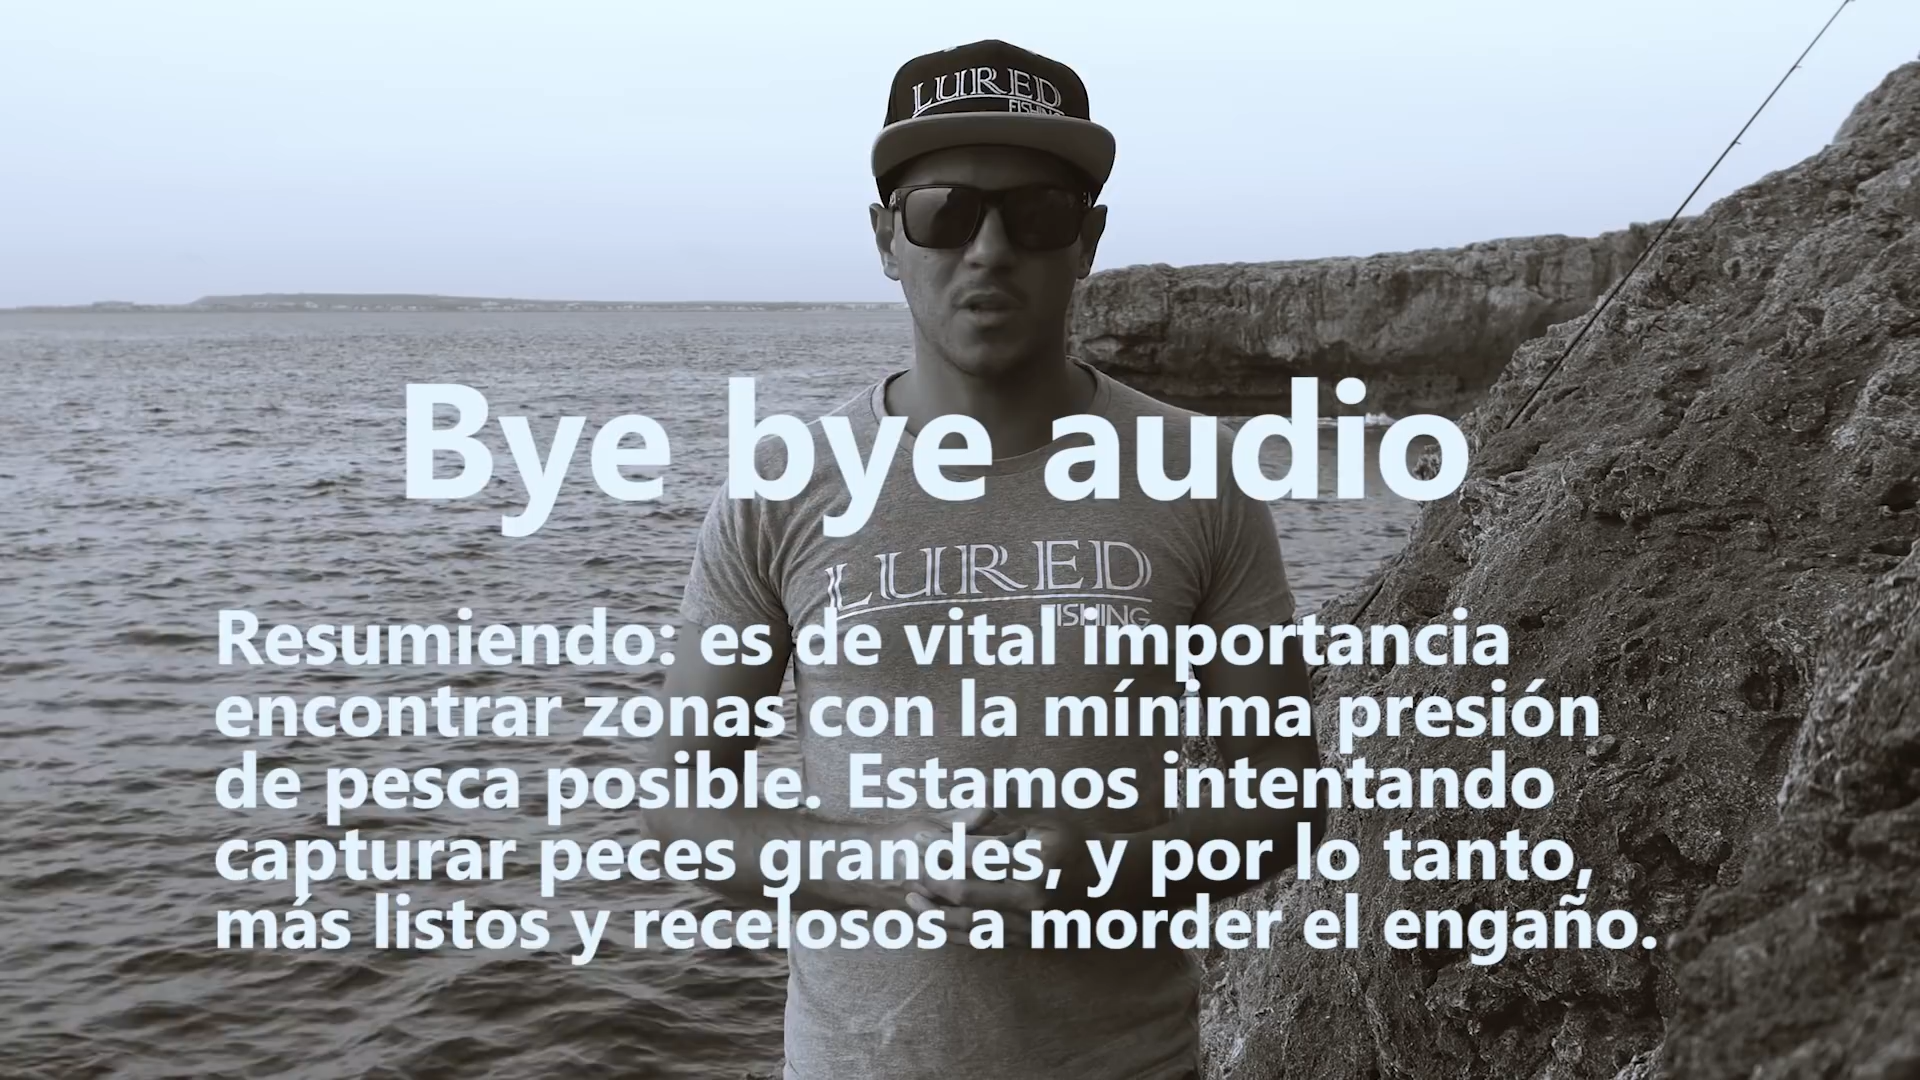 LURED
FISHING
Bye bye audio
LURED
FISHING
Resumiendo: es de vital importancia
encontrar zonas con la mínima presión
de pesca posible. Estamos intentando
capturar peces grandes, y por lo tanto,
más listos y recelosos a morder el engaño.